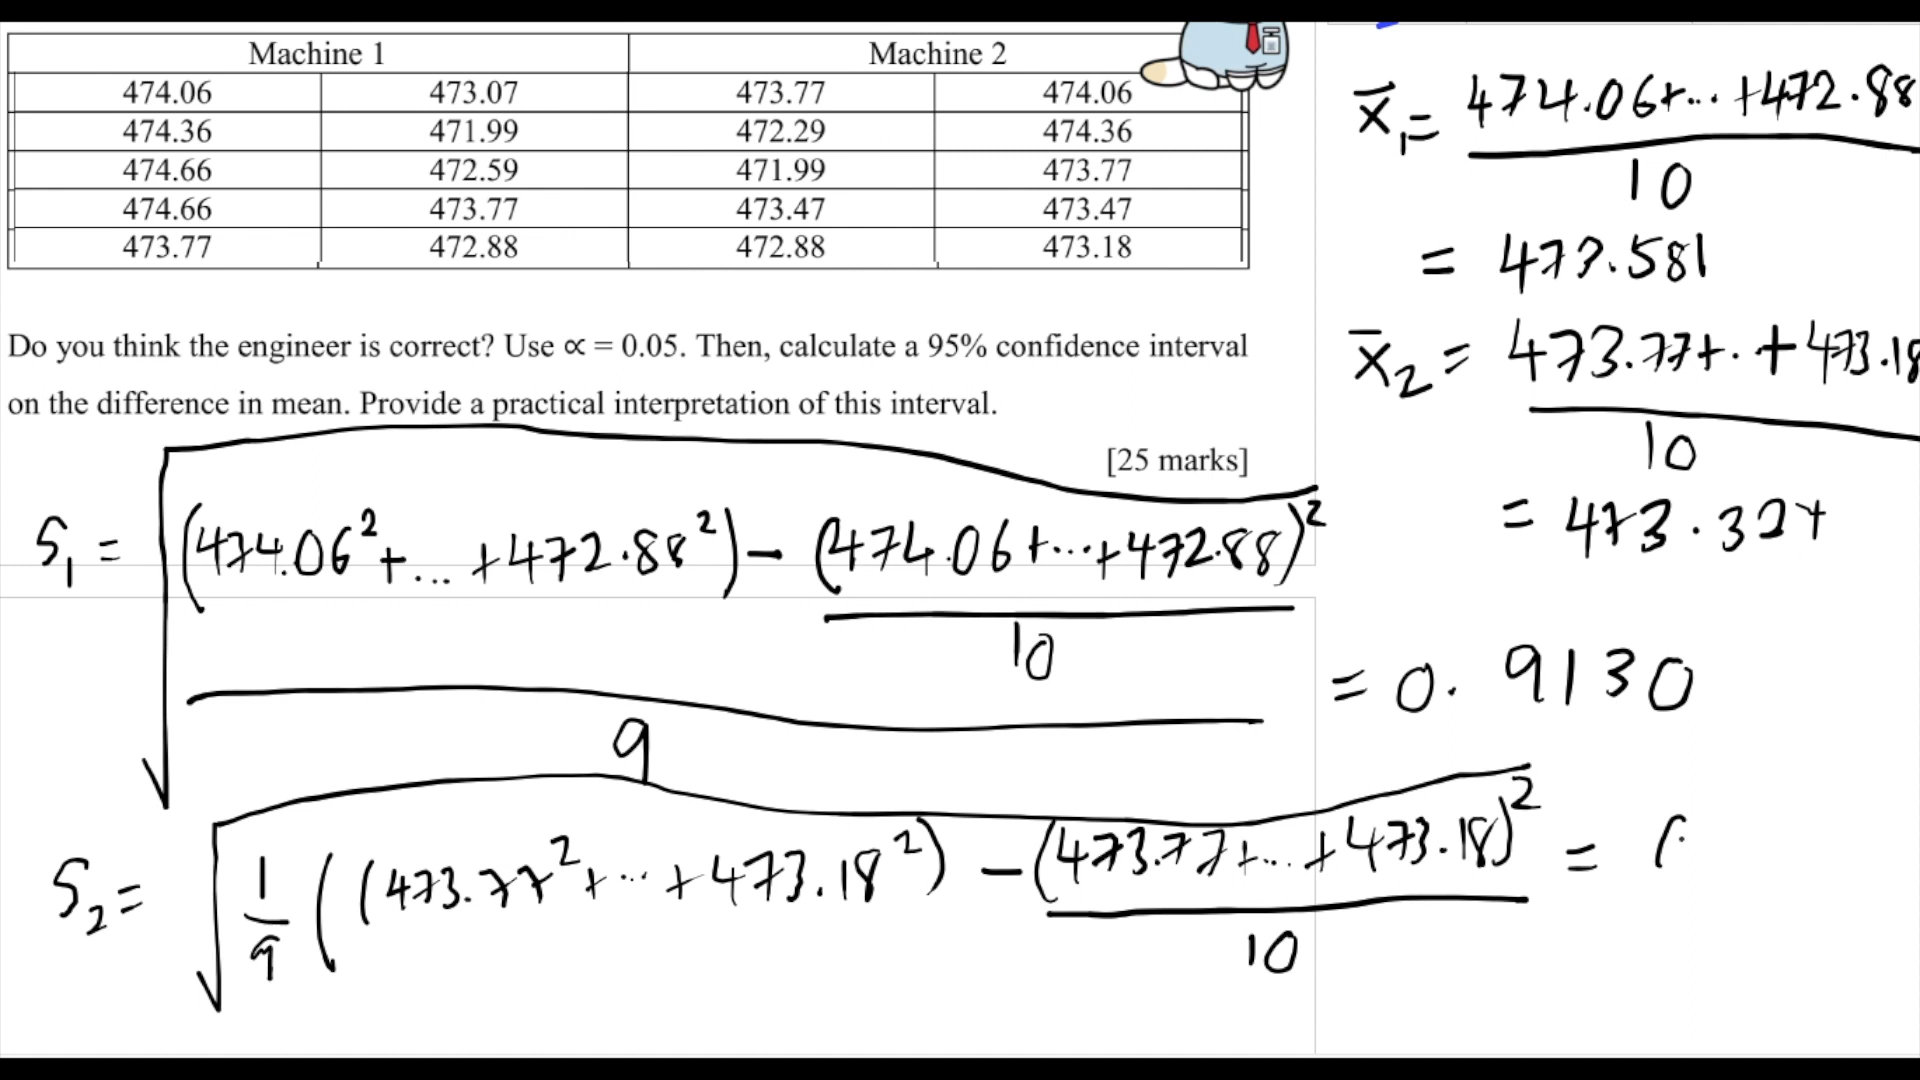 Machine 1 Machine 2
474.06 473.07 473.77 474.06
474.36 471.99 472.29 474.36
474.66 472.59 471.99 473.77
474.66 473.77 473.47 473.47
473.77 472.88 472.88 473.18
Do you think the engineer is correct? Use ∝ = 0.05. Then, calculate a 95% confidence interval
on the difference in mean. Provide a practical interpretation of this interval.
[25 marks]
x̄₁ = 474.06+...+472.88
10
= 473.581
x̄₂ = 473.77+..+473.18
10
= 473.324
S₁ = √ (474.06²+...+472.88²) − (474.06+...+472.88)²
10
9
= 0.9130
S₂ = √ 1/9 ((473.77²+...+473.18²) − (473.77+...+473.18)² =
10